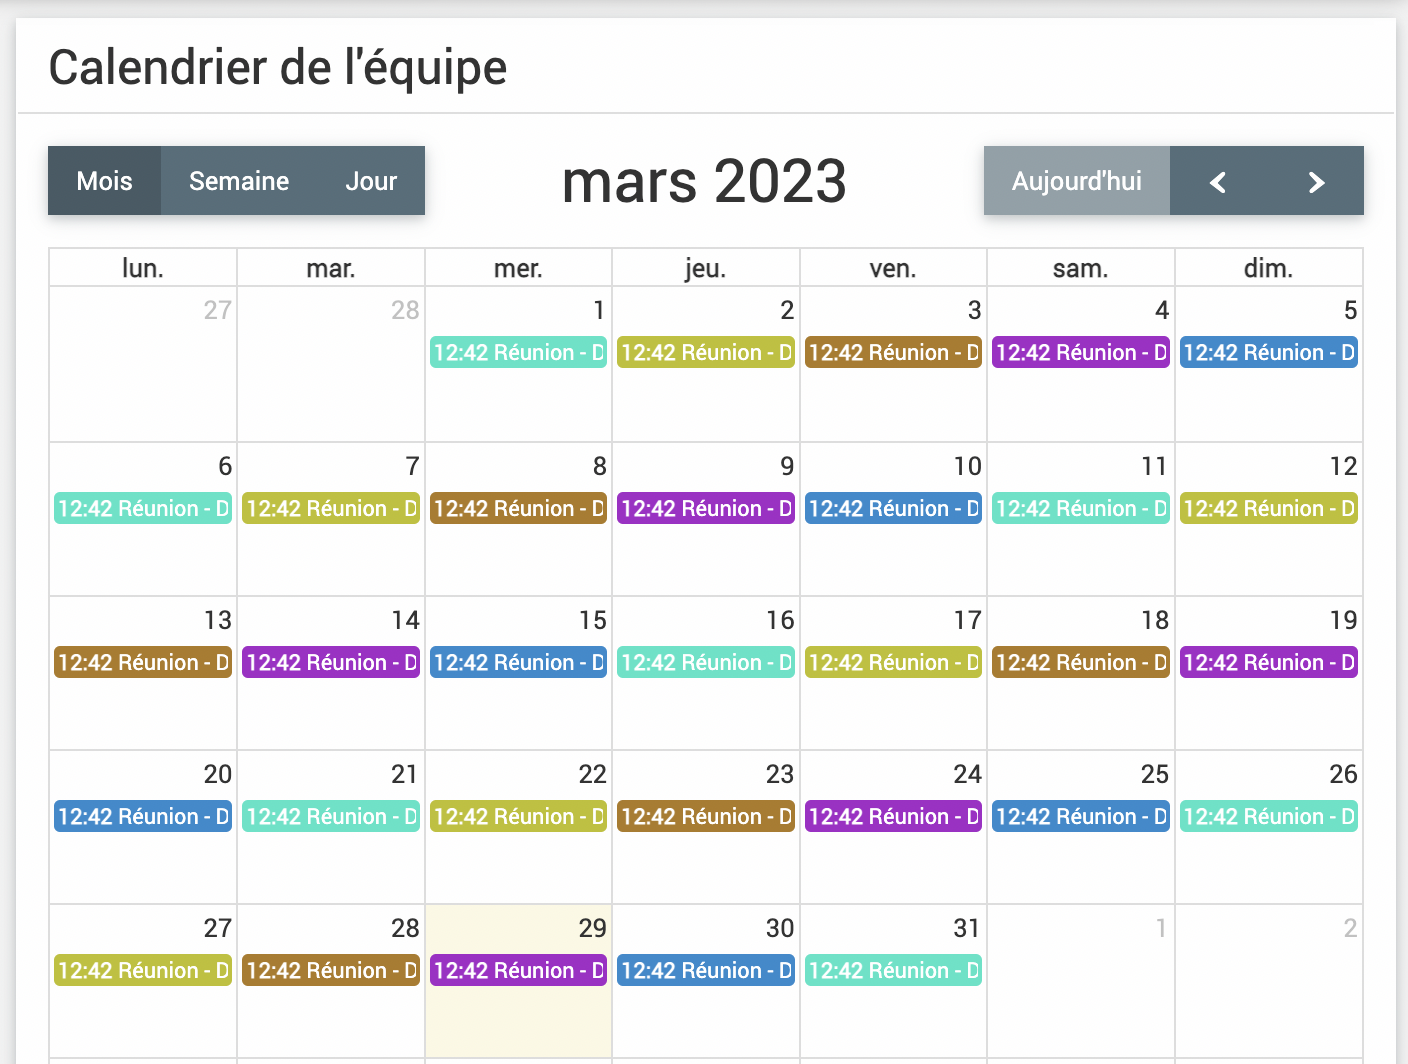 Calendrier de l'équipe
Mois Semaine Jour mars 2023 Aujourd'hui
lun. mar. mer. jeu. ven. sam. dim.
27 28 1 2 3 4 5
12:42 Réunion - D 12:42 Réunion - D 12:42 Réunion - D 12:42 Réunion - D 12:42 Réunion - D
6 7 8 9 10 11 12
12:42 Réunion - D 12:42 Réunion - D 12:42 Réunion - D 12:42 Réunion - D 12:42 Réunion - D 12:42 Réunion - D 12:42 Réunion - D
13 14 15 16 17 18 19
12:42 Réunion - D 12:42 Réunion - D 12:42 Réunion - D 12:42 Réunion - D 12:42 Réunion - D 12:42 Réunion - D 12:42 Réunion - D
20 21 22 23 24 25 26
12:42 Réunion - D 12:42 Réunion - D 12:42 Réunion - D 12:42 Réunion - D 12:42 Réunion - D 12:42 Réunion - D 12:42 Réunion - D
27 28 29 30 31 1 2
12:42 Réunion - D 12:42 Réunion - D 12:42 Réunion - D 12:42 Réunion - D 12:42 Réunion - D